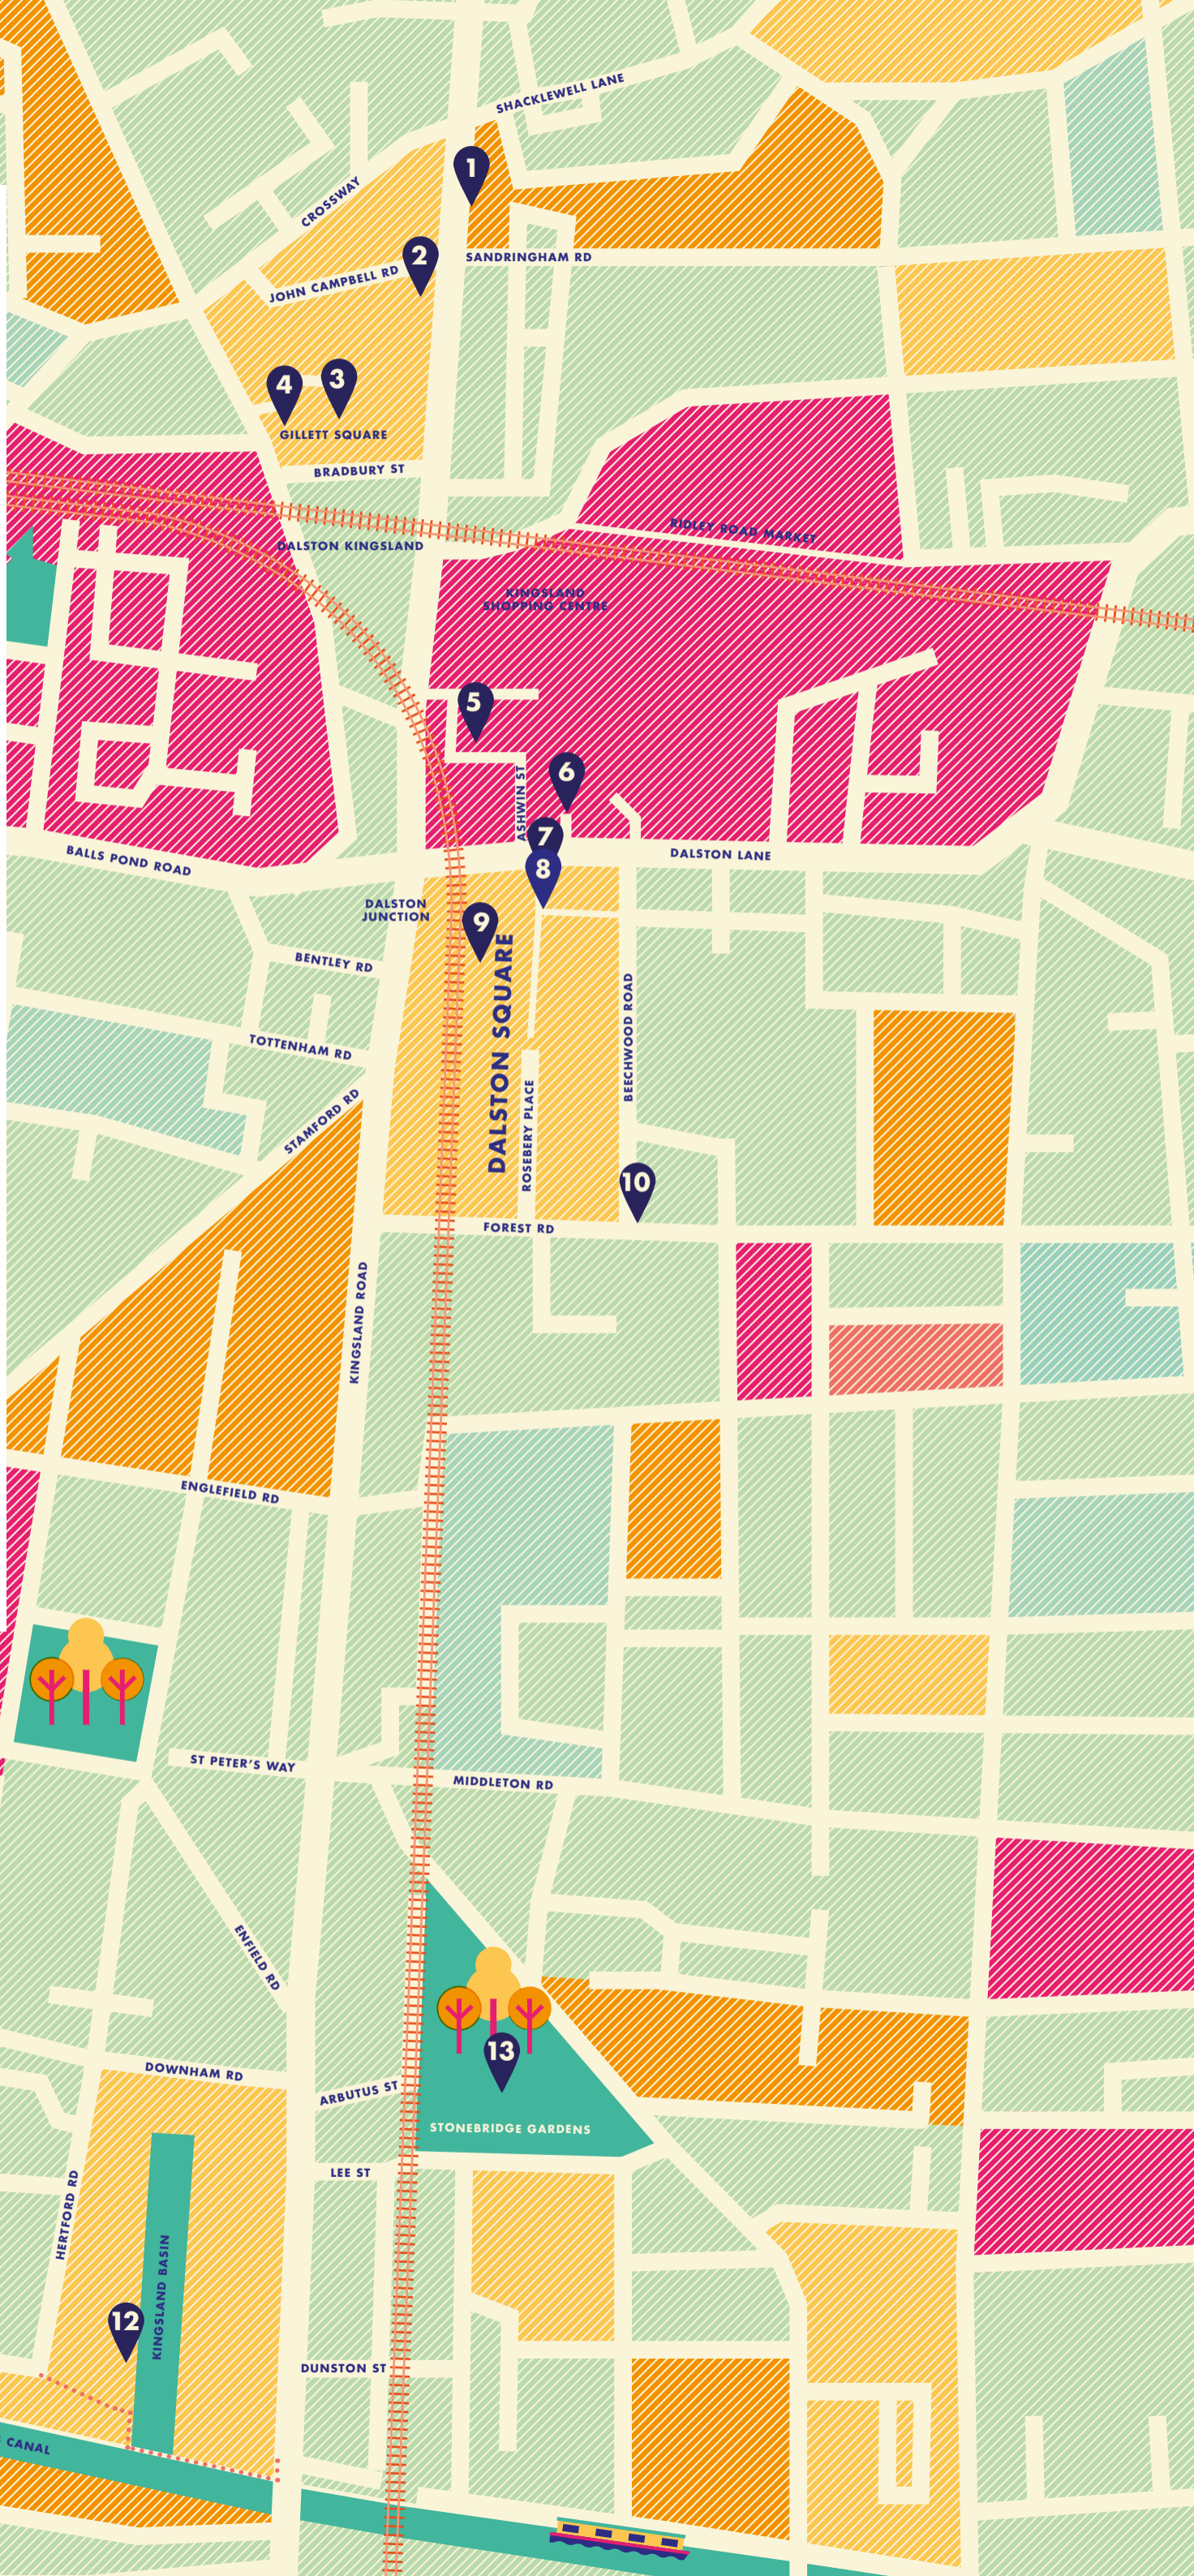 SHACKLEWELL LANE
1
CROSSWAY
2
SANDRINGHAM RD
JOHN CAMPBELL RD
4
3
GILLETT SQUARE
BRADBURY ST
RIDLEY ROAD MARKET
DALSTON KINGSLAND
KINGSLAND
SHOPPING CENTRE
5
6
ASHWIN ST
7
BALLS POND ROAD
DALSTON LANE
8
DALSTON
JUNCTION
9
BENTLEY RD
DALSTON SQUARE
BEECHWOOD ROAD
TOTTENHAM RD
STAMFORD RD
ROSEBERY PLACE
10
FOREST RD
KINGSLAND ROAD
ENGLEFIELD RD
ST PETER'S WAY
MIDDLETON RD
ENFIELD RD
13
DOWNHAM RD
ARBUTUS ST
STONEBRIDGE GARDENS
LEE ST
HERTFORD RD
KINGSLAND BASIN
12
DUNSTON ST
CANAL